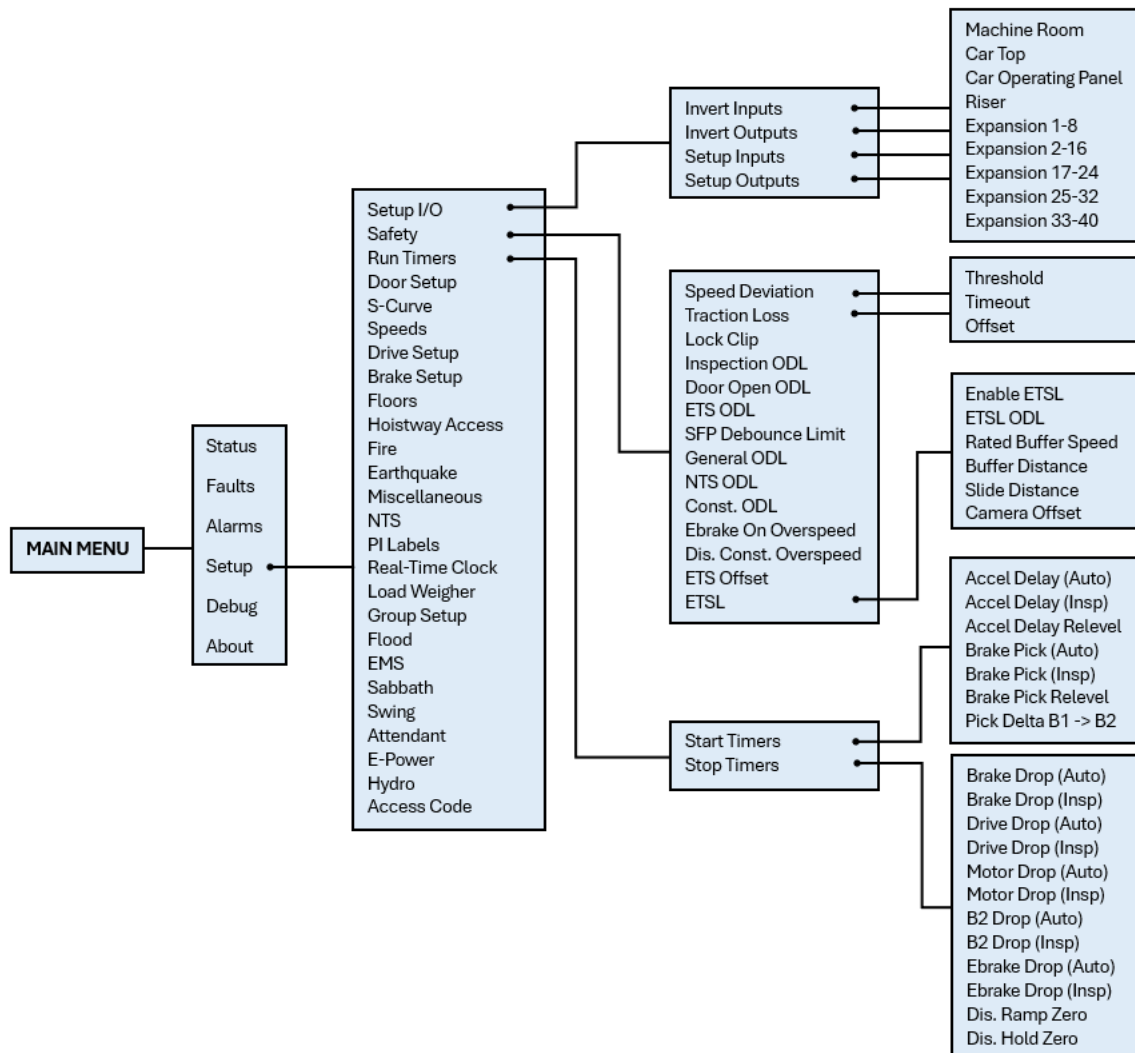 MAIN MENU
Status
Faults
Alarms
Setup
Debug
About
Setup I/O
Safety
Run Timers
Door Setup
S-Curve
Speeds
Drive Setup
Brake Setup
Floors
Hoistway Access
Fire
Earthquake
Miscellaneous
NTS
PI Labels
Real-Time Clock
Load Weigher
Group Setup
Flood
EMS
Sabbath
Swing
Attendant
E-Power
Hydro
Access Code
Invert Inputs
Invert Outputs
Setup Inputs
Setup Outputs
Machine Room
Car Top
Car Operating Panel
Riser
Expansion 1-8
Expansion 2-16
Expansion 17-24
Expansion 25-32
Expansion 33-40
Speed Deviation
Traction Loss
Lock Clip
Inspection ODL
Door Open ODL
ETS ODL
SFP Debounce Limit
General ODL
NTS ODL
Const. ODL
Ebrake On Overspeed
Dis. Const. Overspeed
ETS Offset
ETSL
Threshold
Timeout
Offset
Enable ETSL
ETSL ODL
Rated Buffer Speed
Buffer Distance
Slide Distance
Camera Offset
Start Timers
Stop Timers
Accel Delay (Auto)
Accel Delay (Insp)
Accel Delay Relevel
Brake Pick (Auto)
Brake Pick (Insp)
Brake Pick Relevel
Pick Delta B1 -> B2
Brake Drop (Auto)
Brake Drop (Insp)
Drive Drop (Auto)
Drive Drop (Insp)
Motor Drop (Auto)
Motor Drop (Insp)
B2 Drop (Auto)
B2 Drop (Insp)
Ebrake Drop (Auto)
Ebrake Drop (Insp)
Dis. Ramp Zero
Dis. Hold Zero